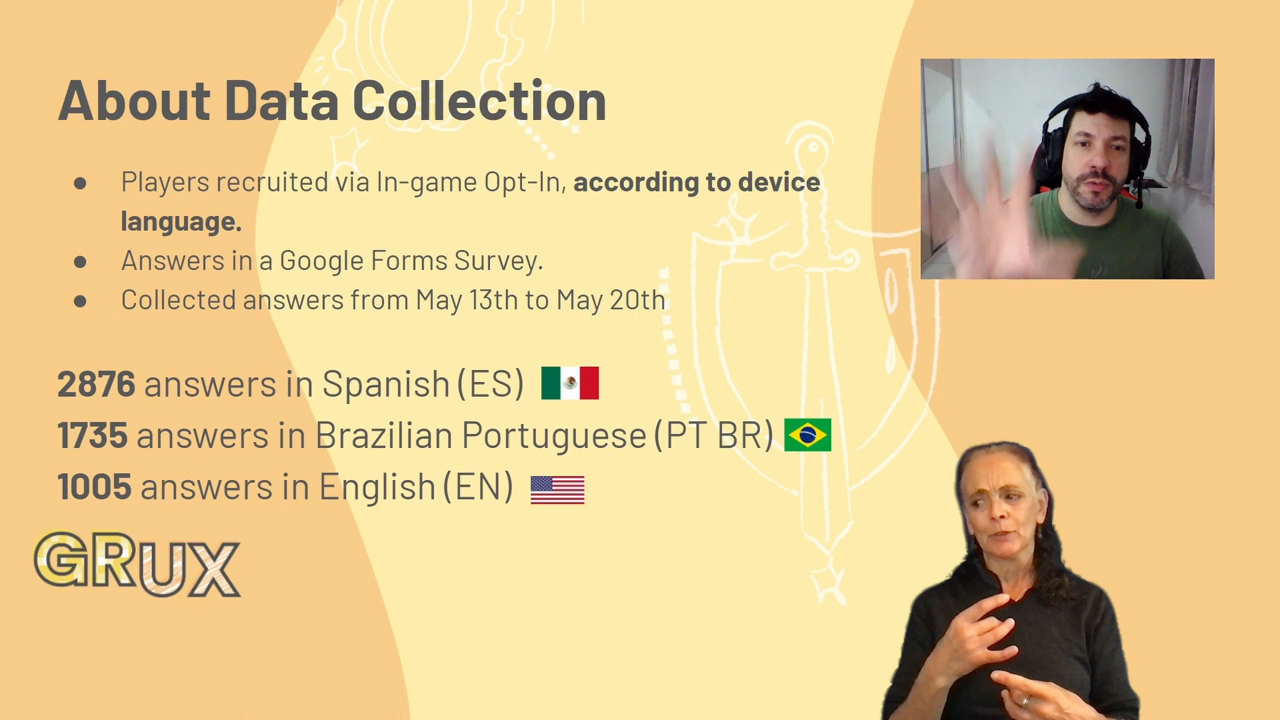 About Data Collection
● Players recruited via In-game Opt-In, according to device
language.
● Answers in a Google Forms Survey.
● Collected answers from May 13th to May 20th
2876 answers in Spanish (ES)
1735 answers in Brazilian Portuguese (PT BR)
1005 answers in English (EN)
GRUX